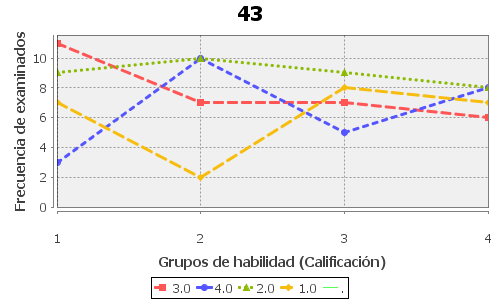 43
Frecuencia de examinados
10
8
6
4
2
0
1 2 3 4
Grupos de habilidad (Calificación)
3.0 4.0 2.0 1.0 .